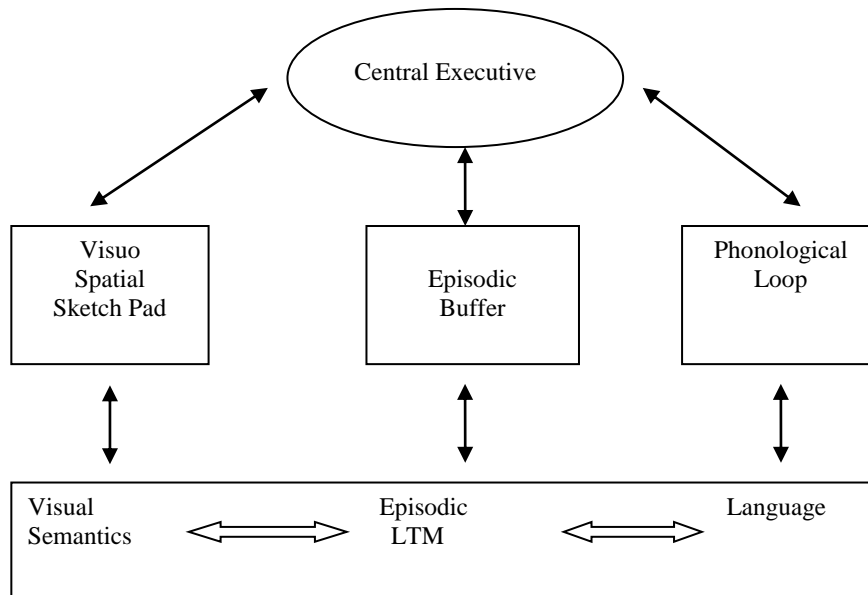 Central Executive
Visuo
Spatial
Sketch Pad
Episodic
Buffer
Phonological
Loop
Visual
Semantics
Episodic
LTM
Language